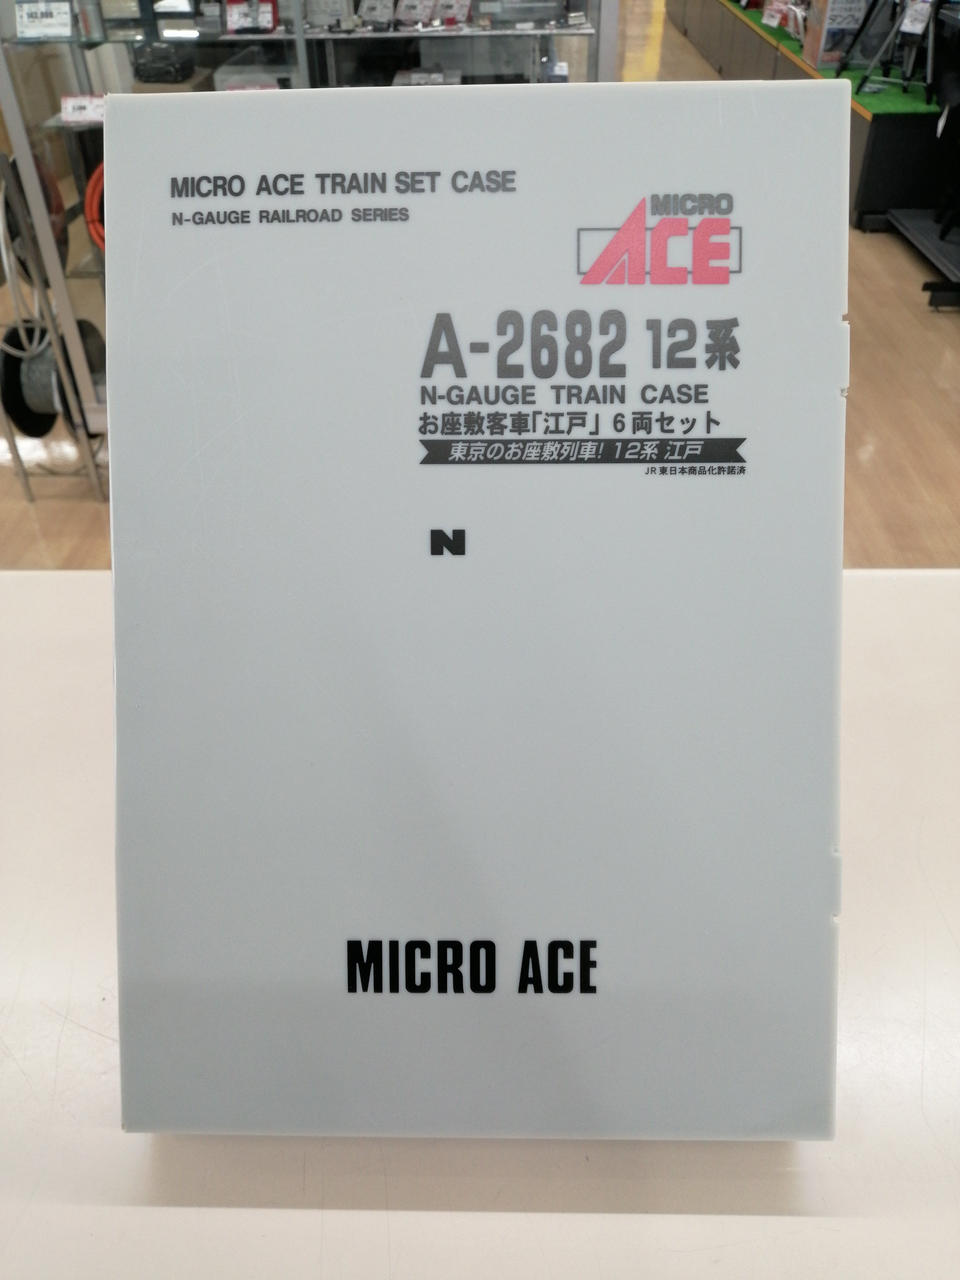 MICRO ACE TRAIN SET CASE
N-GAUGE RAILROAD SERIES
MICRO
ACE
A-2682 12系
N-GAUGE TRAIN CASE
お座敷客車「江戸」6両セット
東京のお座敷列車! 12系 江戸
JR東日本商品化許諾済
N
MICRO ACE